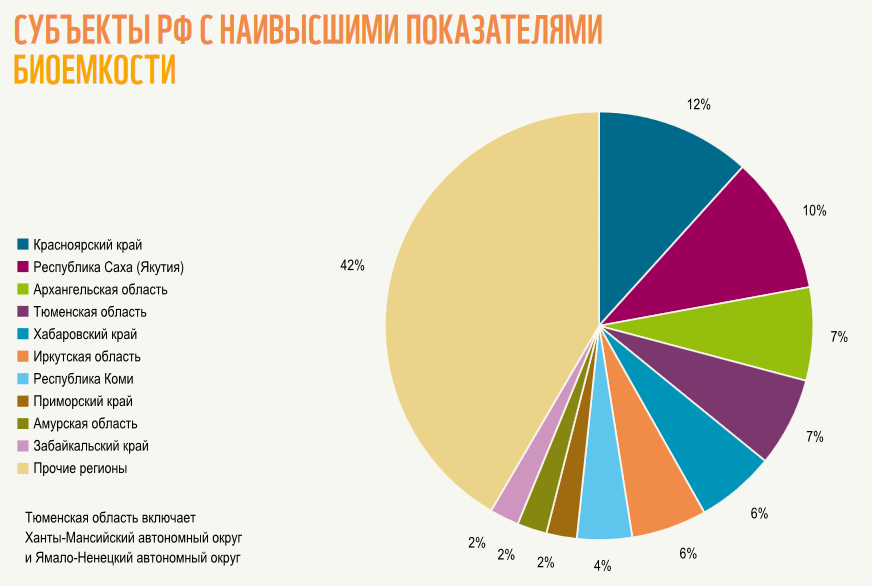 СУБЪЕКТЫ РФ С НАИВЫСШИМИ ПОКАЗАТЕЛЯМИ
БИОЕМКОСТИ
12%
10%
42%
7%
7%
6%
6%
4%
2%
2%
2%
Красноярский край
Республика Саха (Якутия)
Архангельская область
Тюменская область
Хабаровский край
Иркутская область
Республика Коми
Приморский край
Амурская область
Забайкальский край
Прочие регионы
Тюменская область включает
Ханты-Мансийский автономный округ
и Ямало-Ненецкий автономный округ